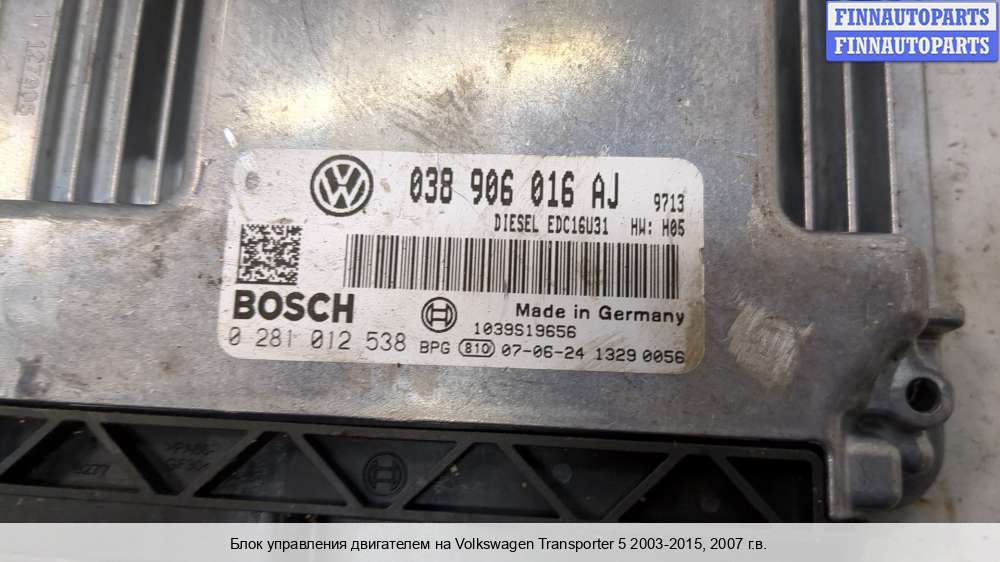 FINNAUTOPARTS
FINNAUTOPARTS
038 906 016 AJ 9713
DIESEL EDC16U31 HW: H05
BOSCH
Made in Germany
1039S19656
0 281 012 538 BPG 810 07-06-24 1329 0056
Блок управления двигателем на Volkswagen Transporter 5 2003-2015, 2007 г.в.